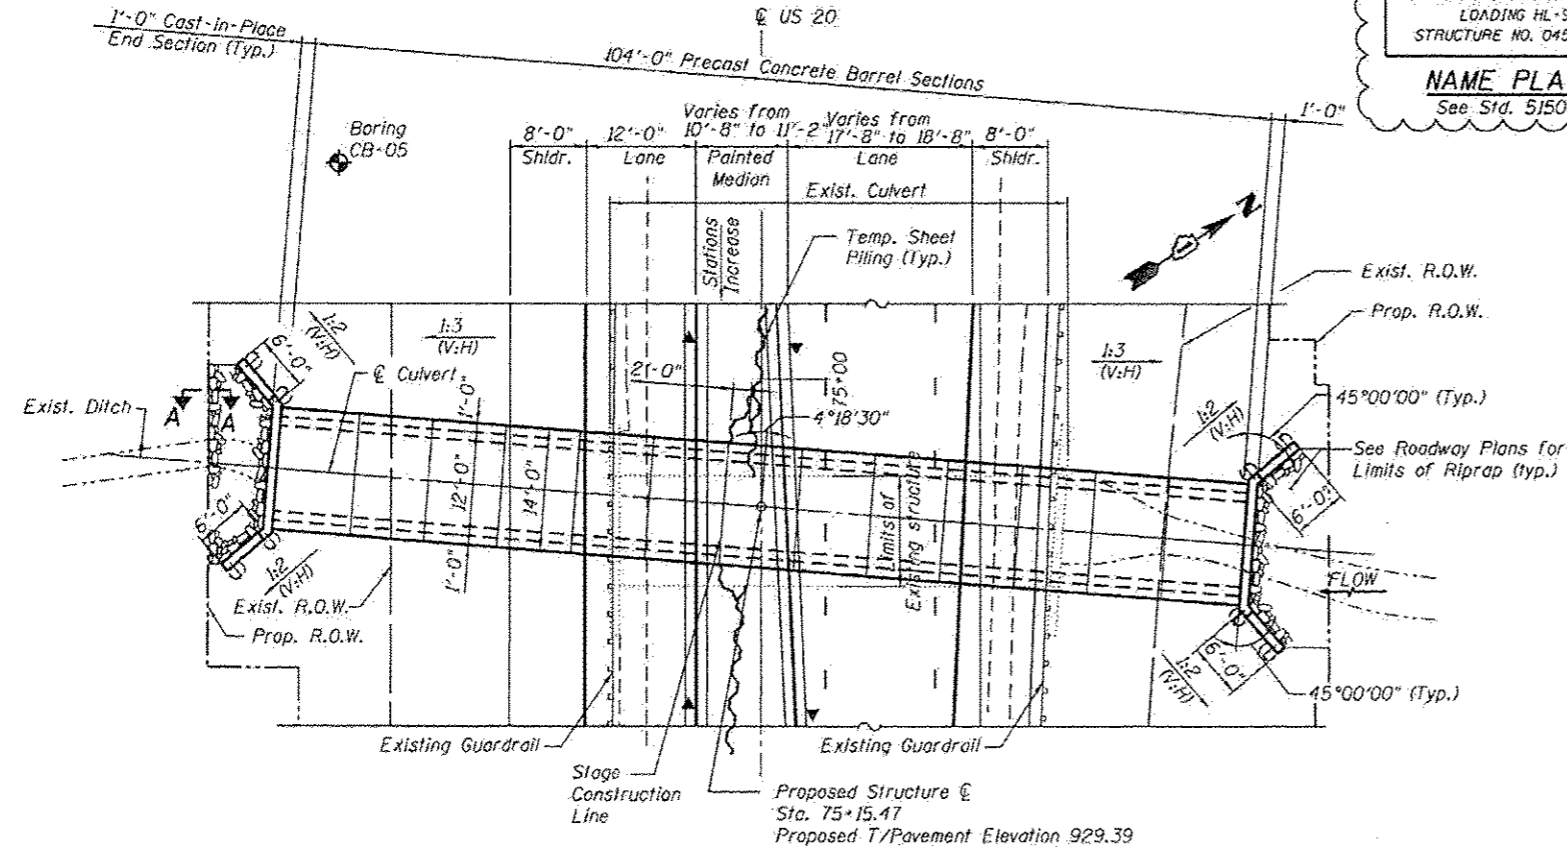 1'-0" Cast-in-Place
End Section (Typ.)
℄ US 20
104'-0" Precast Concrete Barrel Sections
1'-0"
LOADING HL-
STRUCTURE NO. 045
NAME PLA
See Std. 5150
Boring
CB-05
8'-0"
Shldr.
12'-0"
Lane
Varies from
10'-8" to 11'-2"
Painted
Median
Varies from
17'-8" to 18'-8"
Lane
8'-0"
Shldr.
Exist. Culvert
Stations
Increase
Temp. Sheet
Piling (Typ.)
N
Exist. R.O.W.
Prop. R.O.W.
1:2
(V:H)
6'-0"
1:3
(V:H)
℄ Culvert
21'-0"
75+00
4°18'30"
1:3
(V:H)
1:2
(V:H)
45°00'00" (Typ.)
See Roadway Plans for
Limits of Riprap (typ.)
6'-0"
Exist. Ditch
A
A
1'-0"
12'-0"
14'-0"
1'-0"
Limits of
Existing structure
6'-0"
1:2
(V:H)
Exist. R.O.W.
Prop. R.O.W.
FLOW
1:2
(V:H)
6'-0"
45°00'00" (Typ.)
Existing Guardrail
Existing Guardrail
Stage
Construction
Line
Proposed Structure ℄
Sta. 75+15.47
Proposed T/Pavement Elevation 929.39